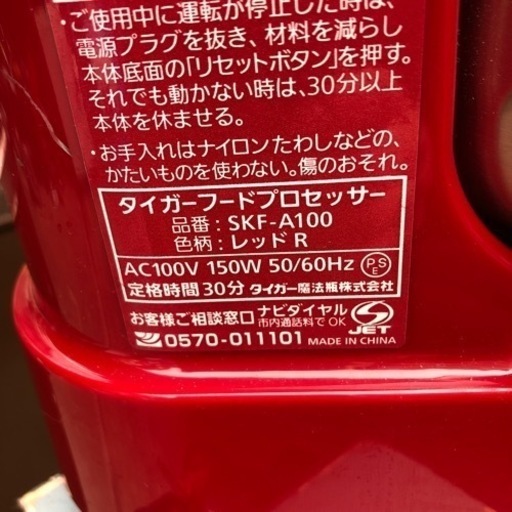 ・ご使用中に運転が停止した時は、
電源プラグを抜き、材料を減らし
本体底面の「リセットボタン」を押す。
それでも動かない時は、30分以上
本体を休ませる。
・お手入れはナイロンたわしなどの、
かたいものを使わない。傷のおそれ。
タイガーフードプロセッサー
品番：SKF-A100
色柄：レッド R
AC100V 150W 50/60Hz PSE
定格時間30分 タイガー魔法瓶株式会社
お客様ご相談窓口 ナビダイヤル
市内通話料でOK
0570-011101
JET
MADE IN CHINA